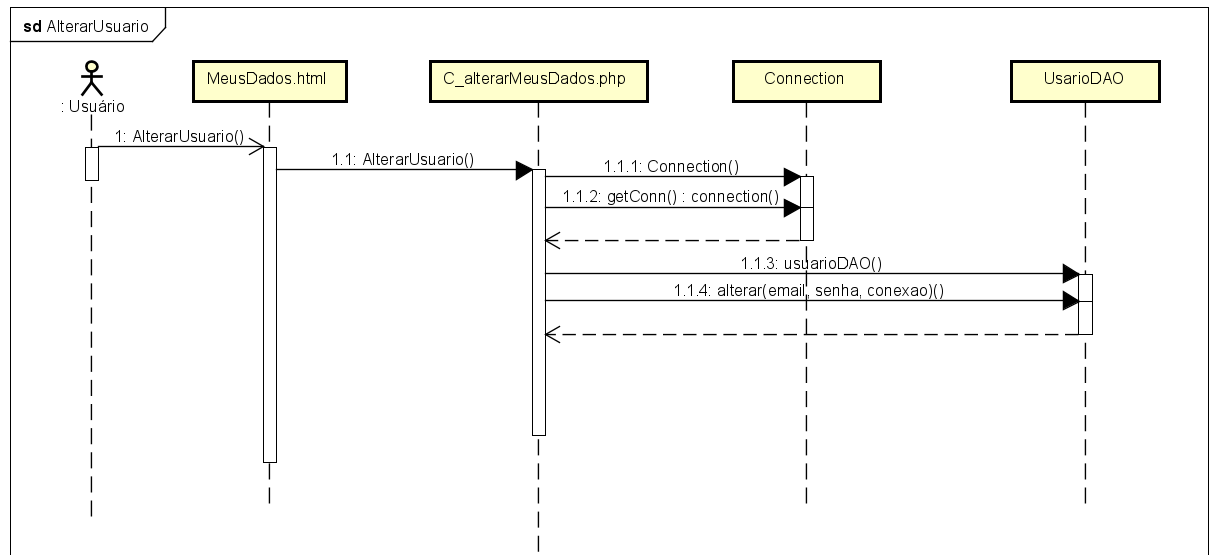 sd AlterarUsuario
: Usuário
MeusDados.html
C_alterarMeusDados.php
Connection
UsarioDAO
1: AlterarUsuario()
1.1: AlterarUsuario()
1.1.1: Connection()
1.1.2: getConn() : connection()
1.1.3: usuarioDAO()
1.1.4: alterar(email, senha, conexao)()